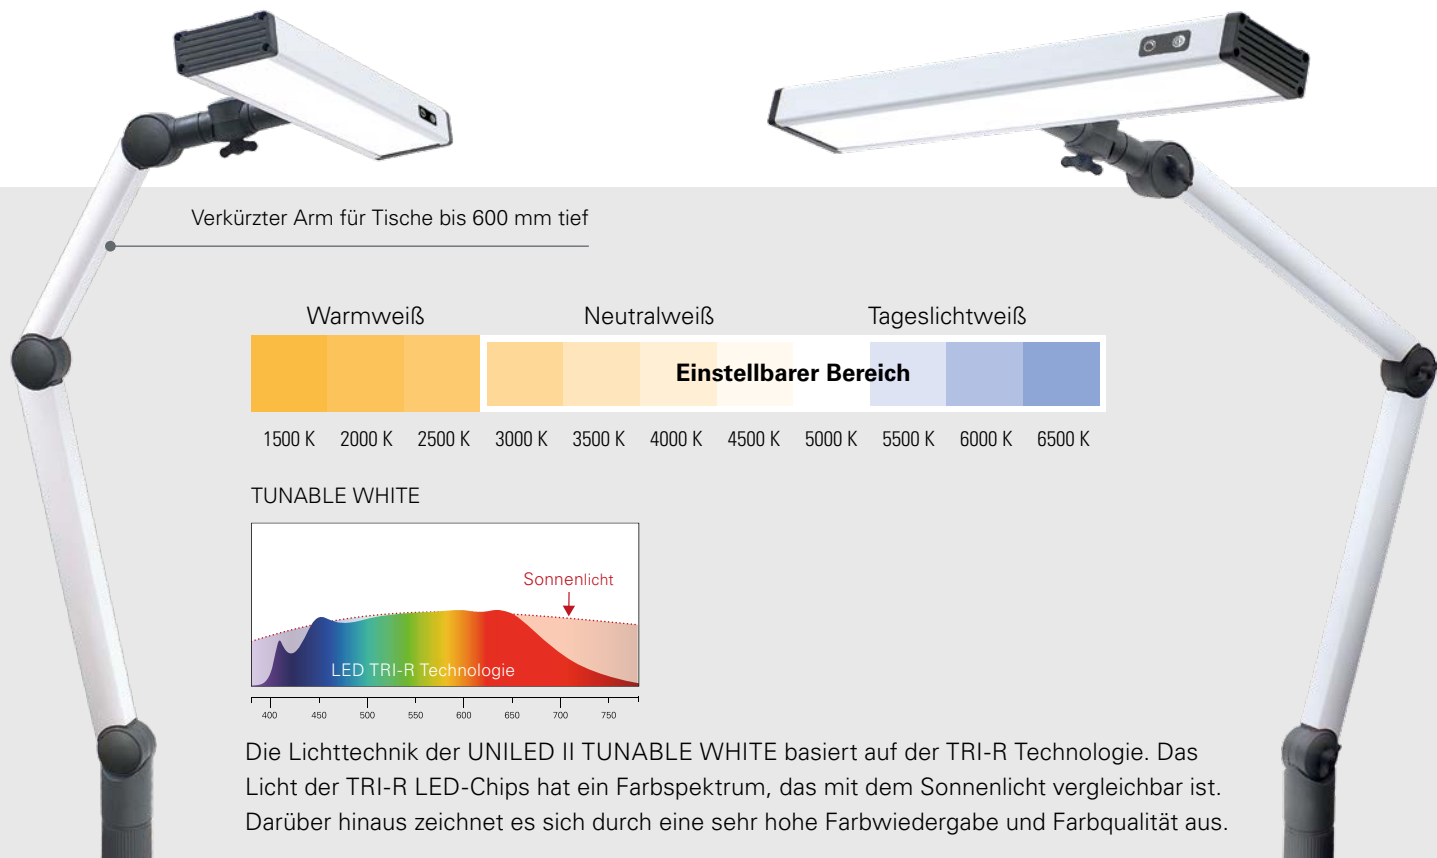 Verkürzter Arm für Tische bis 600 mm tief
Warmweiß Neutralweiß Tageslichtweiß
Einstellbarer Bereich
1500 K 2000 K 2500 K 3000 K 3500 K 4000 K 4500 K 5000 K 5500 K 6000 K 6500 K
TUNABLE WHITE
Sonnenlicht
LED TRI-R Technologie
400 450 500 550 600 650 700 750
Die Lichttechnik der UNILED II TUNABLE WHITE basiert auf der TRI-R Technologie. Das
Licht der TRI-R LED-Chips hat ein Farbspektrum, das mit dem Sonnenlicht vergleichbar ist.
Darüber hinaus zeichnet es sich durch eine sehr hohe Farbwiedergabe und Farbqualität aus.